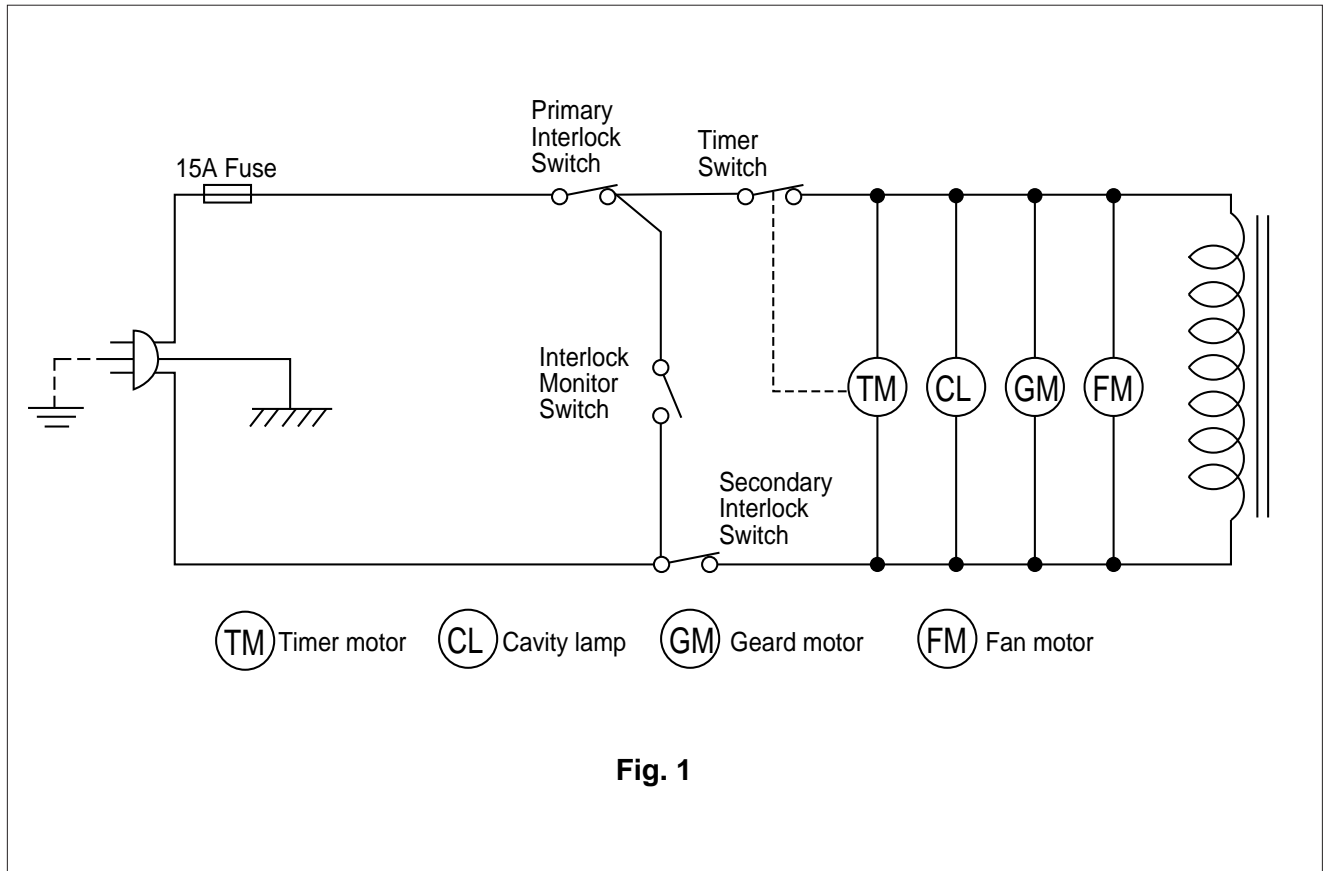 Primary
Interlock
Switch
Timer
Switch
15A Fuse
Interlock
Monitor
Switch
TM
CL
GM
FM
Secondary
Interlock
Switch
TM Timer motor
CL Cavity lamp
GM Geard motor
FM Fan motor
Fig. 1